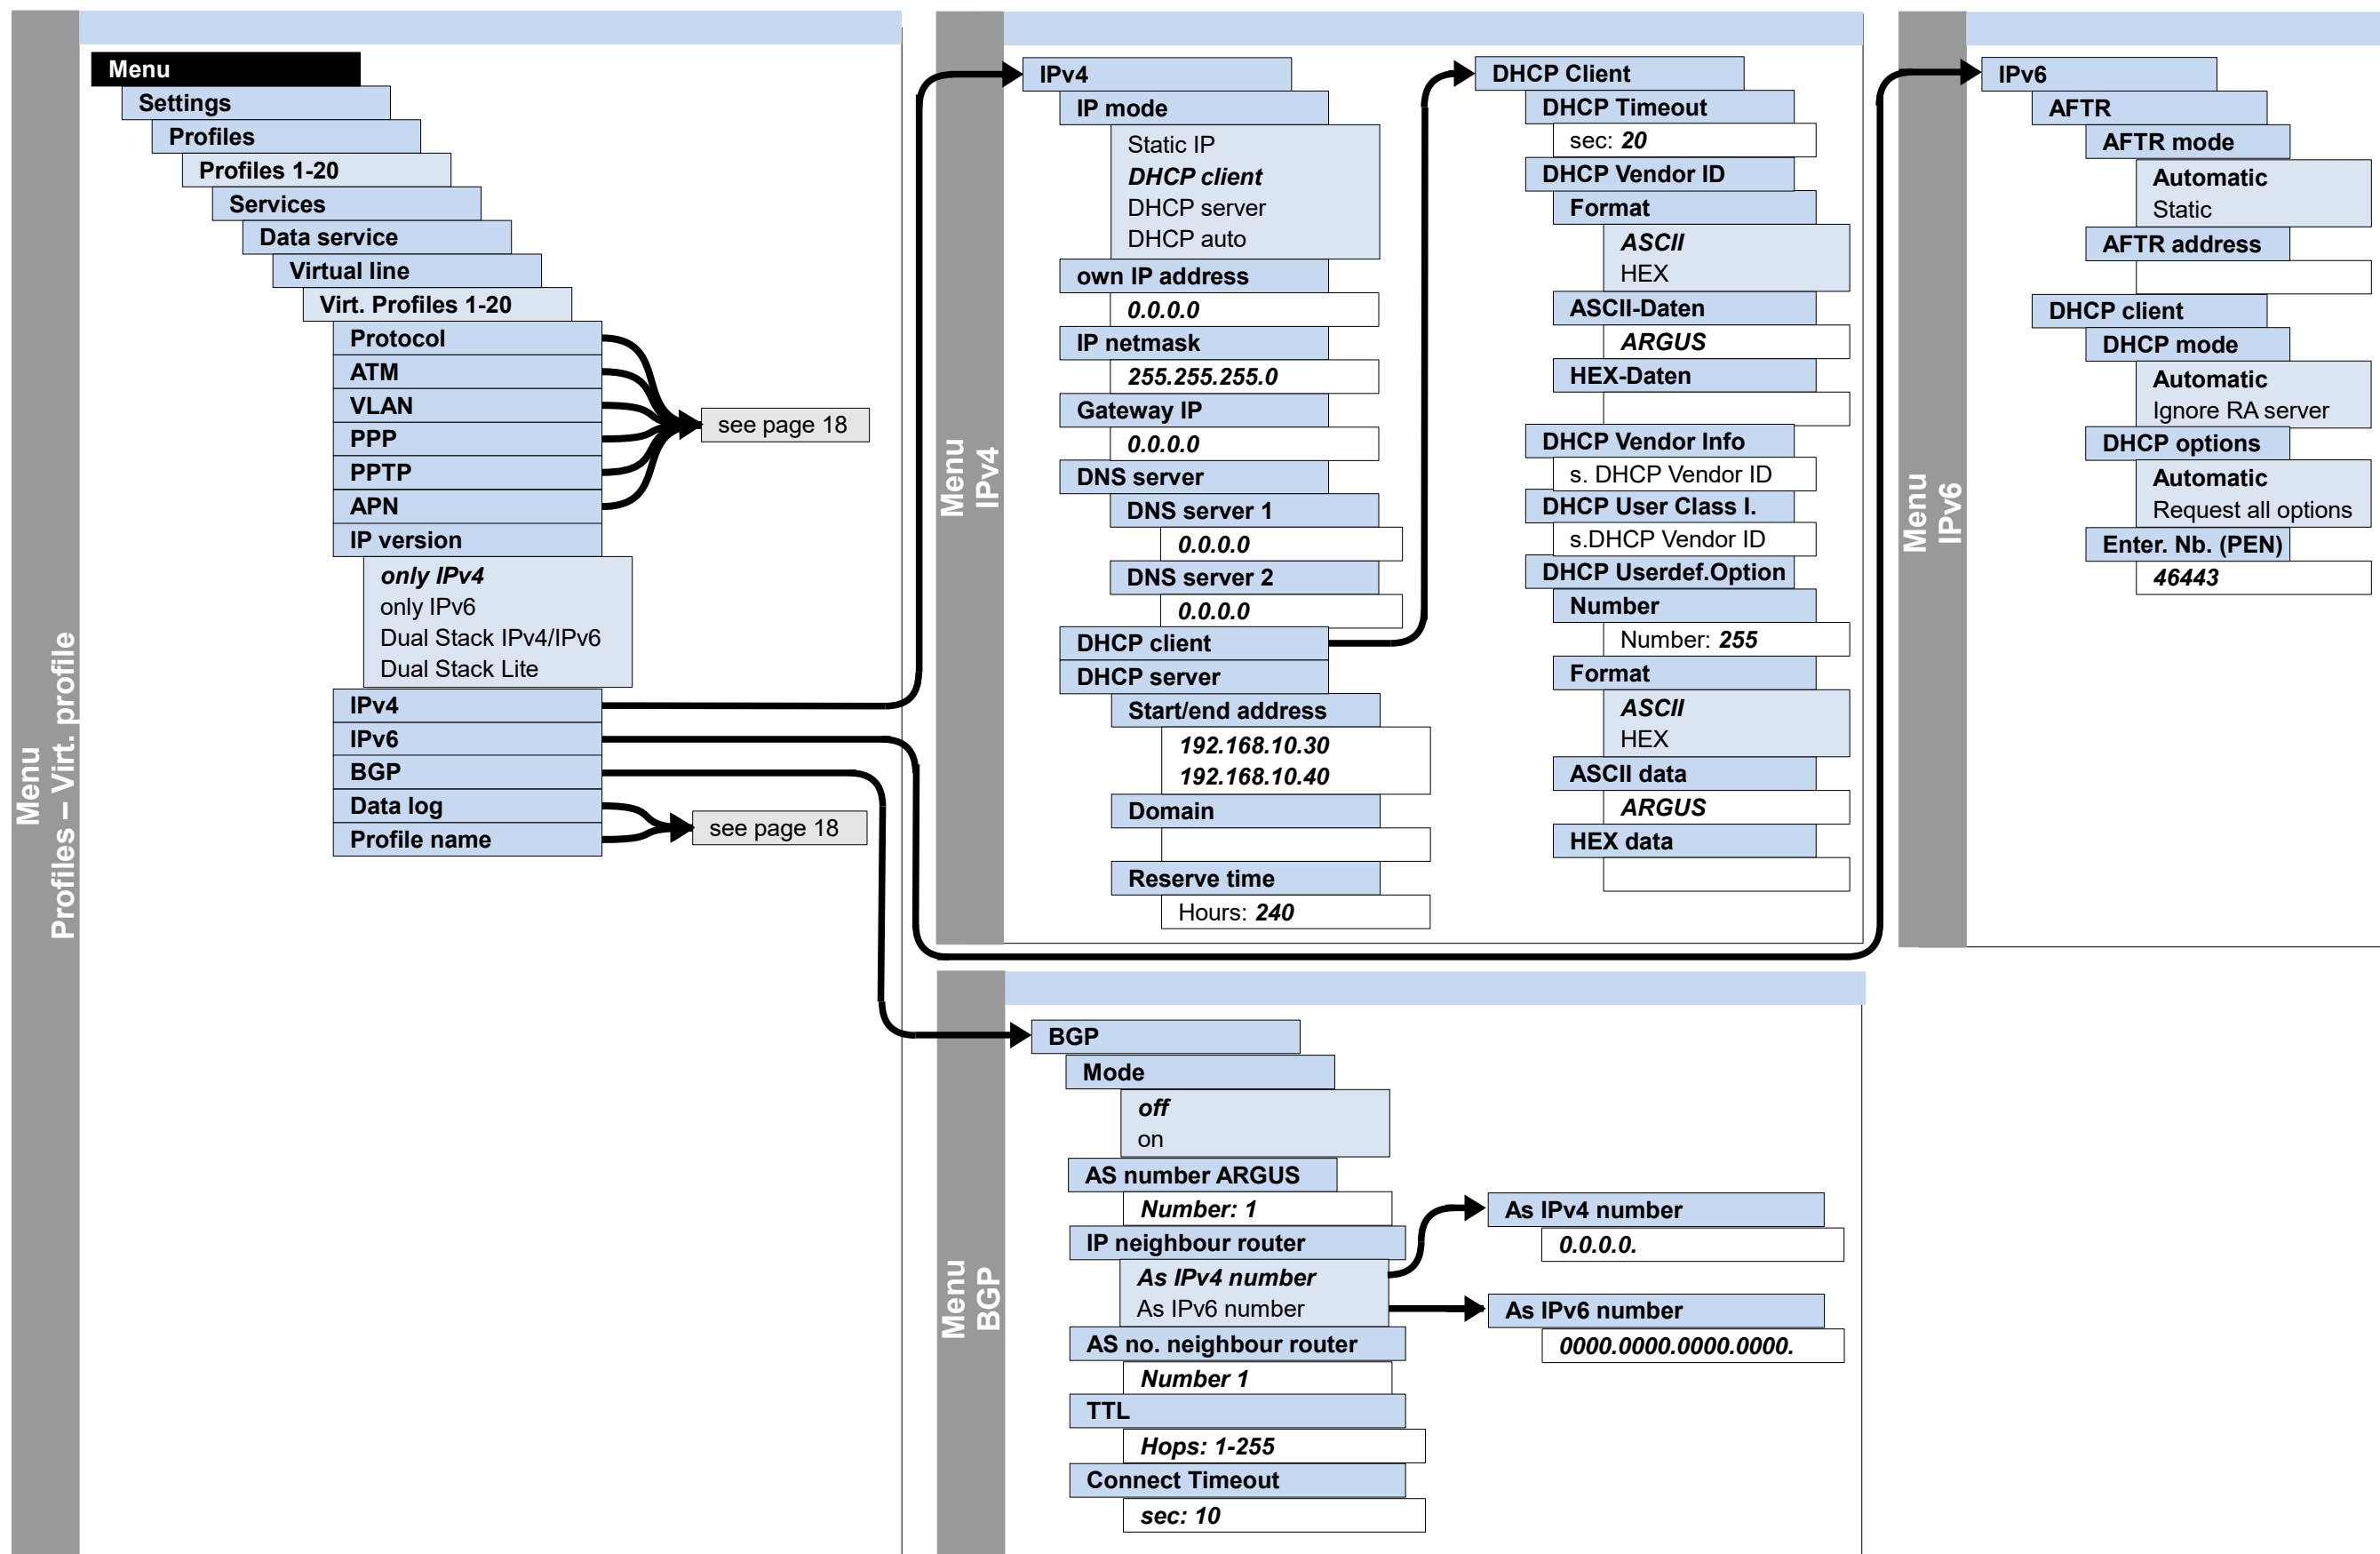 Menu
Profiles – Virt. profile
Menu
Settings
Profiles
Profiles 1-20
Services
Data service
Virtual line
Virt. Profiles 1-20
Protocol
ATM
VLAN
PPP
PPTP
APN
see page 18
IP version
only IPv4
only IPv6
Dual Stack IPv4/IPv6
Dual Stack Lite
IPv4
IPv6
BGP
Data log
Profile name
see page 18
Menu
IPv4
IPv4
IP mode
Static IP
DHCP client
DHCP server
DHCP auto
own IP address
0.0.0.0
IP netmask
255.255.255.0
Gateway IP
0.0.0.0
DNS server
DNS server 1
0.0.0.0
DNS server 2
0.0.0.0
DHCP client
DHCP server
Start/end address
192.168.10.30
192.168.10.40
Domain
Reserve time
Hours: 240
DHCP Client
DHCP Timeout
sec: 20
DHCP Vendor ID
Format
ASCII
HEX
ASCII-Daten
ARGUS
HEX-Daten
DHCP Vendor Info
s. DHCP Vendor ID
DHCP User Class I.
s.DHCP Vendor ID
DHCP Userdef.Option
Number
Number: 255
Format
ASCII
HEX
ASCII data
ARGUS
HEX data
Menu
IPv6
IPv6
AFTR
AFTR mode
Automatic
Static
AFTR address
DHCP client
DHCP mode
Automatic
Ignore RA server
DHCP options
Automatic
Request all options
Enter. Nb. (PEN)
46443
Menu
BGP
BGP
Mode
off
on
AS number ARGUS
Number: 1
IP neighbour router
As IPv4 number
As IPv6 number
AS no. neighbour router
Number 1
TTL
Hops: 1-255
Connect Timeout
sec: 10
As IPv4 number
0.0.0.0.
As IPv6 number
0000.0000.0000.0000.